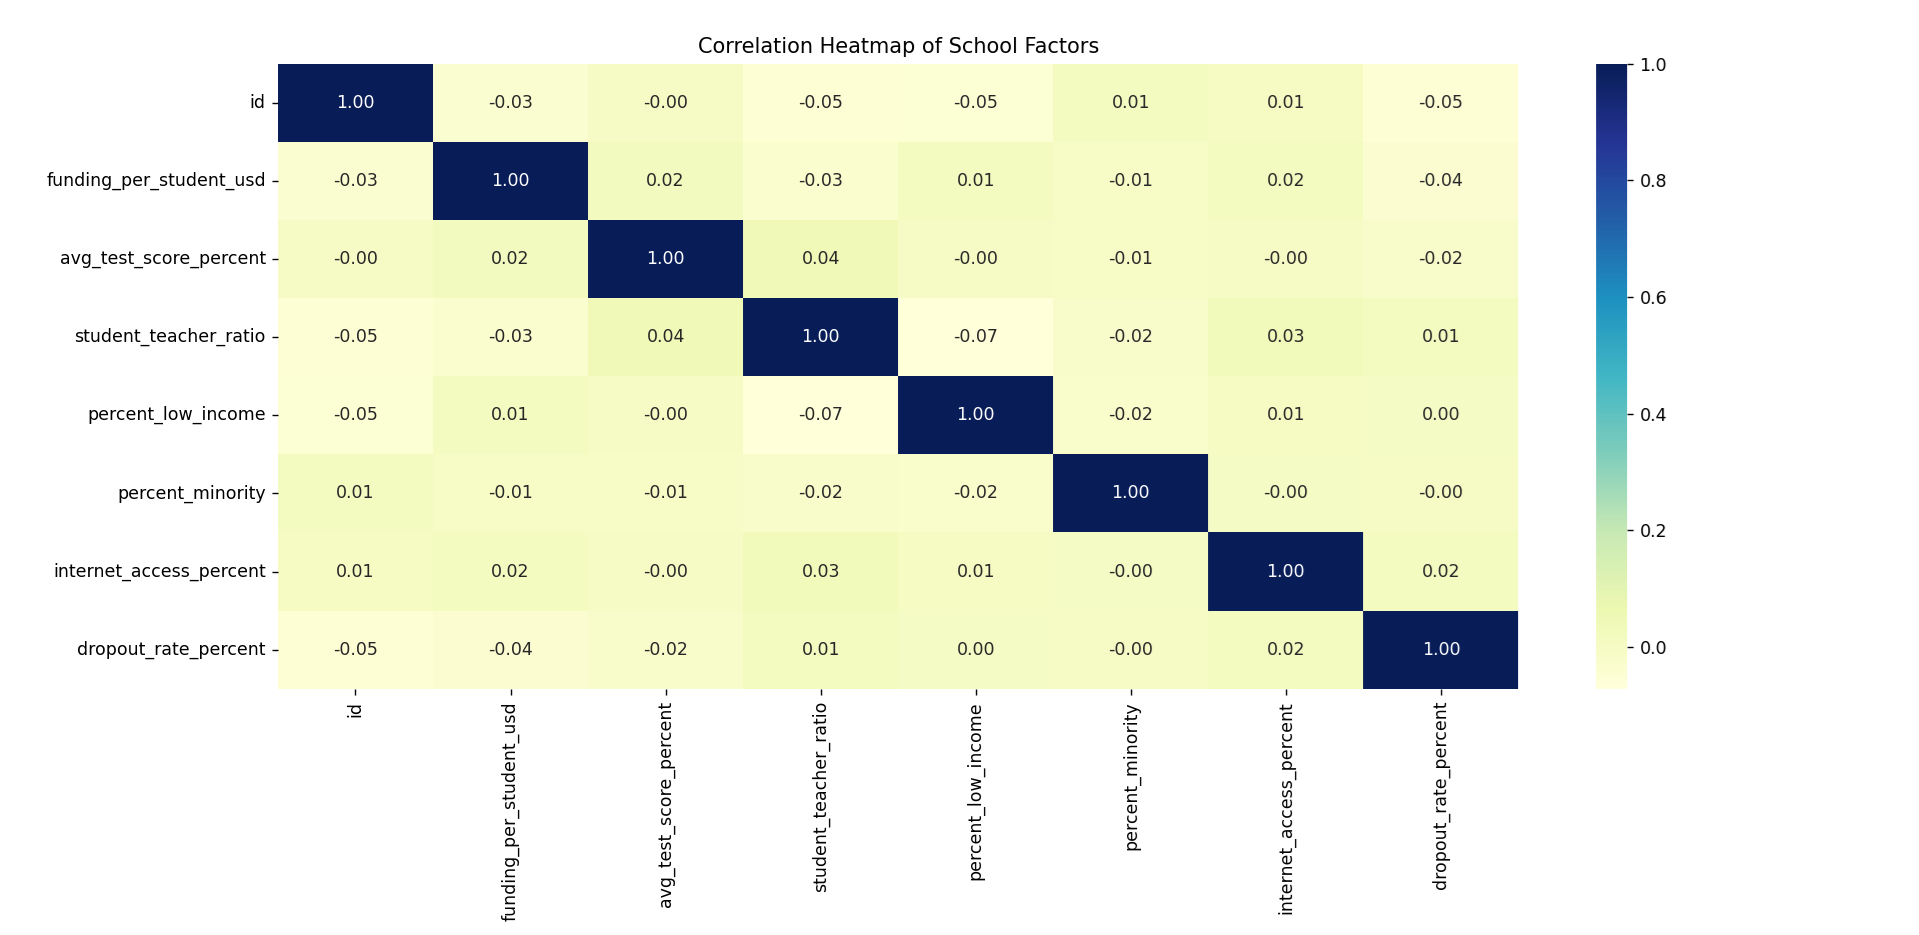 Correlation Heatmap of School Factors
id 1.00 -0.03 -0.00 -0.05 -0.05 0.01 0.01 -0.05
funding_per_student_usd -0.03 1.00 0.02 -0.03 0.01 -0.01 0.02 -0.04
avg_test_score_percent -0.00 0.02 1.00 0.04 -0.00 -0.01 -0.00 -0.02
student_teacher_ratio -0.05 -0.03 0.04 1.00 -0.07 -0.02 0.03 0.01
percent_low_income -0.05 0.01 -0.00 -0.07 1.00 -0.02 0.01 0.00
percent_minority 0.01 -0.01 -0.01 -0.02 -0.02 1.00 -0.00 -0.00
internet_access_percent 0.01 0.02 -0.00 0.03 0.01 -0.00 1.00 0.02
dropout_rate_percent -0.05 -0.04 -0.02 0.01 0.00 -0.00 0.02 1.00
id
funding_per_student_usd
avg_test_score_percent
student_teacher_ratio
percent_low_income
percent_minority
internet_access_percent
dropout_rate_percent
1.0
0.8
0.6
0.4
0.2
0.0